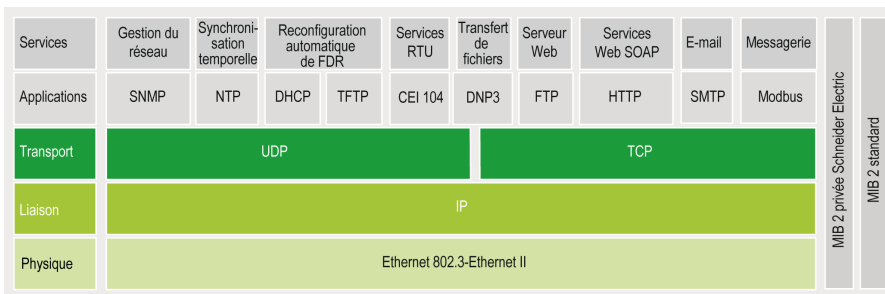 Services
Gestion du
réseau
Synchroni-
sation
temporelle
Reconfiguration
automatique
de FDR
Services
RTU
Transfert
de
fichiers
Serveur
Web
Services
Web SOAP
E-mail
Messagerie
Applications
SNMP
NTP
DHCP
TFTP
CEI 104
DNP3
FTP
HTTP
SMTP
Modbus
Transport
UDP
TCP
Liaison
IP
Physique
Ethernet 802.3-Ethernet II
MIB 2 privée Schneider Electric
MIB 2 standard